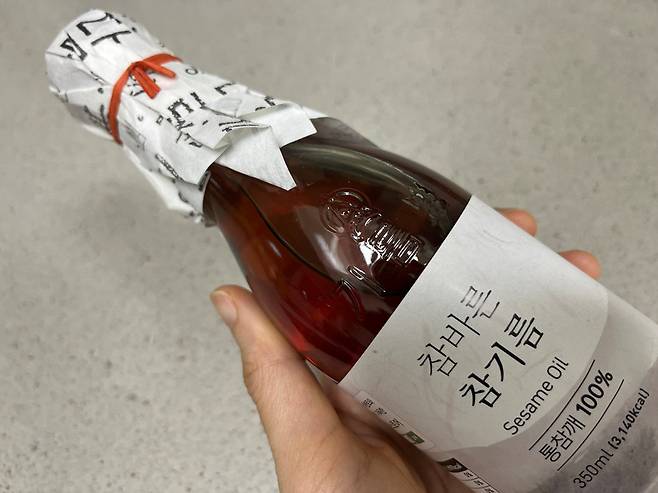 참바른
참기름
Sesame Oil
통참깨 100%
350ml (3,140kcal)